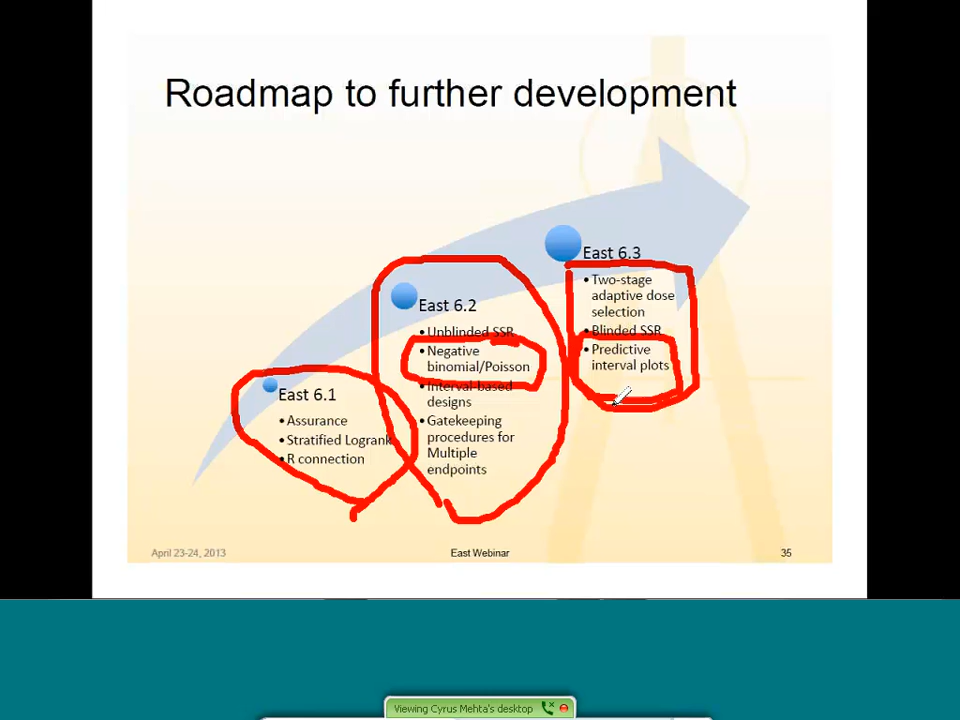 Roadmap to further development
East 6.1
• Assurance
• Stratified Logrank
• R connection
East 6.2
• Unblinded SSR
• Negative
binomial/Poisson
• Interval-based
designs
• Gatekeeping
procedures for
Multiple
endpoints
East 6.3
• Two-stage
adaptive dose
selection
• Blinded SSR
• Predictive
interval plots
April 23-24, 2013
East Webinar
35
Viewing Cyrus Mehta's desktop